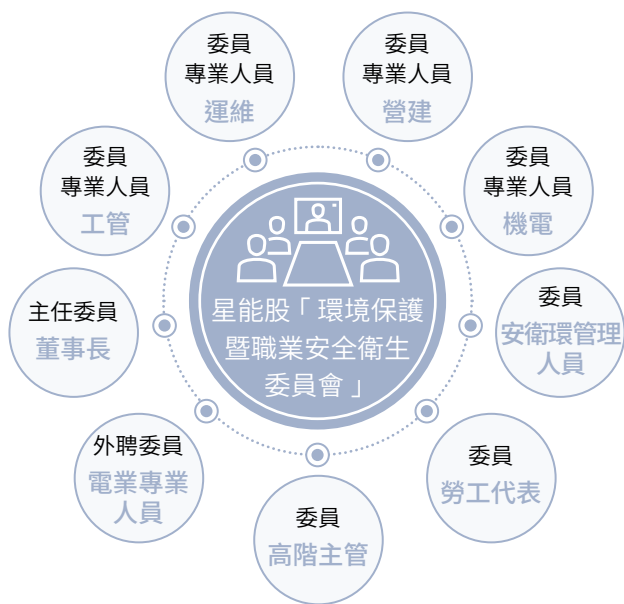 委員
專業人員
運維
委員
專業人員
營建
委員
專業人員
工管
委員
專業人員
機電
主任委員
董事長
星能股「環境保護
暨職業安全衛生
委員會」
委員
安衛環管理
人員
外聘委員
電業專業
人員
委員
高階主管
委員
勞工代表